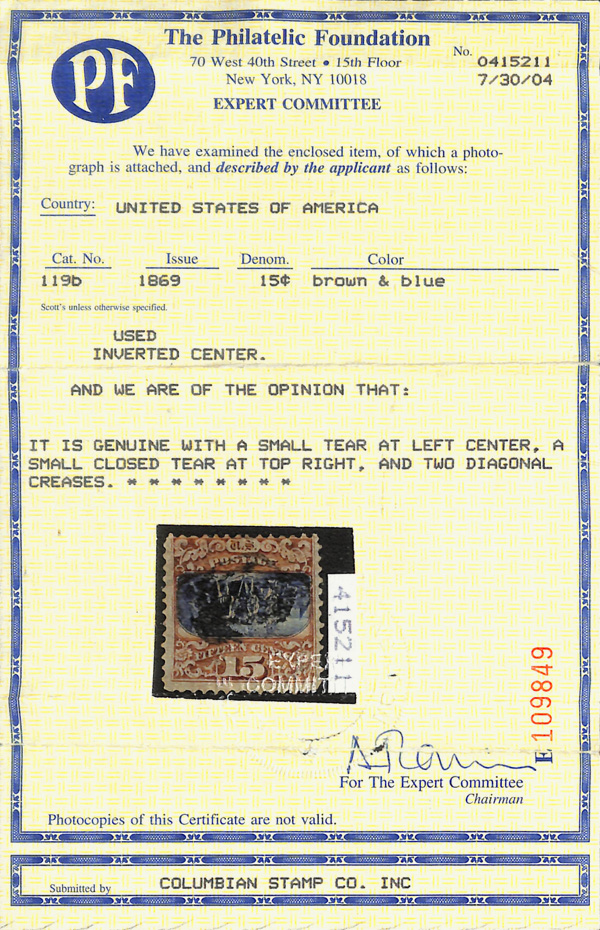 PF
The Philatelic Foundation
70 West 40th Street • 15th Floor
New York, NY 10018
EXPERT COMMITTEE
No. 0415211
7/30/04
We have examined the enclosed item, of which a photo-
graph is attached, and described by the applicant as follows:
Country: UNITED STATES OF AMERICA
Cat. No. Issue Denom. Color
119b 1869 15¢ brown & blue
Scott's unless otherwise specified.
USED
INVERTED CENTER.
AND WE ARE OF THE OPINION THAT:
IT IS GENUINE WITH A SMALL TEAR AT LEFT CENTER, A
SMALL CLOSED TEAR AT TOP RIGHT, AND TWO DIAGONAL
CREASES. * * * * * * * *
U.S.
POSTAGE
FIFTEEN CENTS
15
415211
E 109849
For The Expert Committee
Chairman
Photocopies of this Certificate are not valid.
Submitted by COLUMBIAN STAMP CO. INC